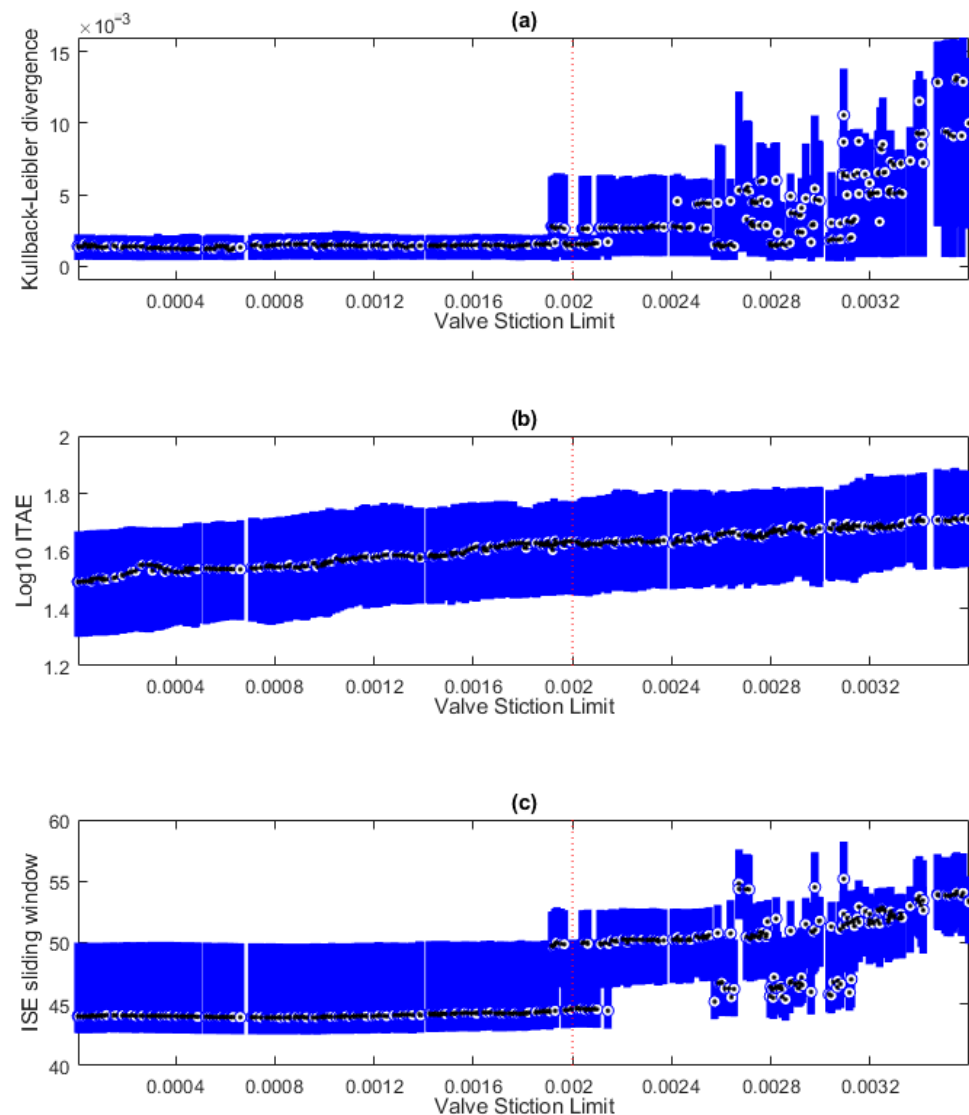 (a)
× 10⁻³
Kullback-Leibler divergence
15
10
5
0
0.0004 0.0008 0.0012 0.0016 0.002 0.0024 0.0028 0.0032
Valve Stiction Limit
(b)
Log10 ITAE
2
1.8
1.6
1.4
1.2
0.0004 0.0008 0.0012 0.0016 0.002 0.0024 0.0028 0.0032
Valve Stiction Limit
(c)
ISE sliding window
60
55
50
45
40
0.0004 0.0008 0.0012 0.0016 0.002 0.0024 0.0028 0.0032
Valve Stiction Limit